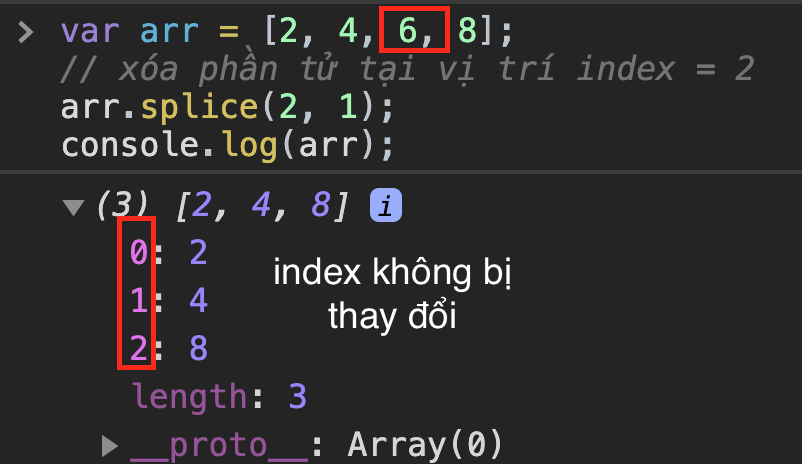 > var arr = [2, 4, 6, 8];
// xóa phần tử tại vị trí index = 2
arr.splice(2, 1);
console.log(arr);
▼ (3) [2, 4, 8] i
0: 2
1: 4
2: 8
index không bị
thay đổi
length: 3
▶ __proto__: Array(0)